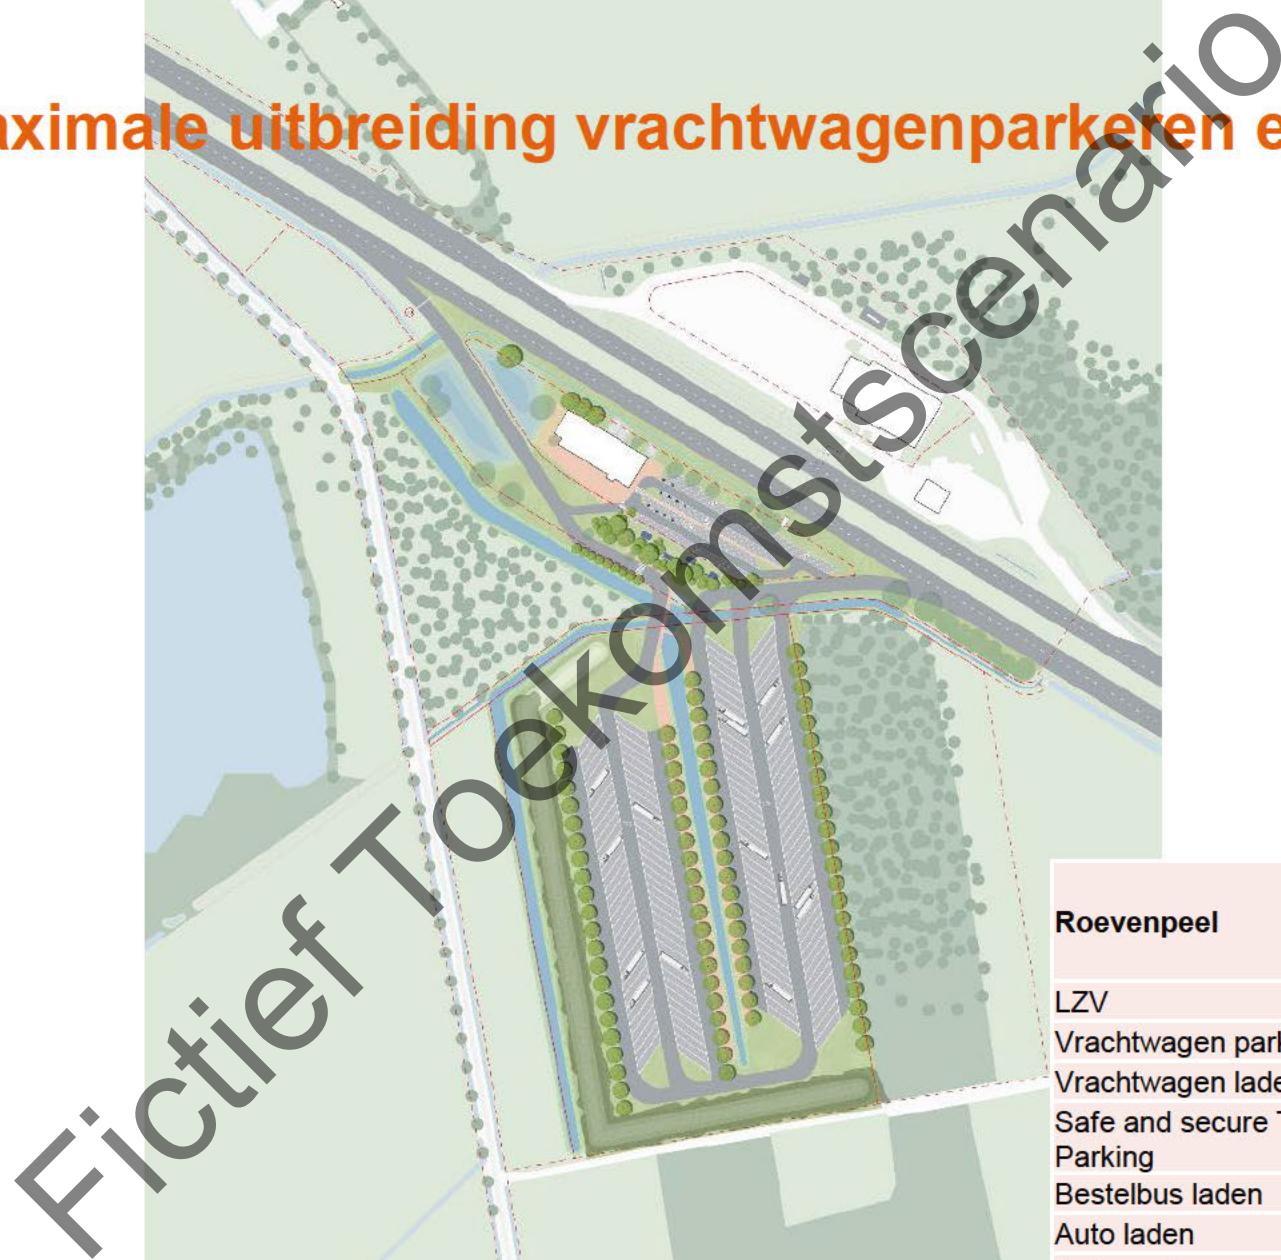 aximale uitbreiding vrachtwagenparkeren e
Fictief Toekomstscenario
Roevenpeel
LZV
Vrachtwagen park
Vrachtwagen lade
Safe and secure T
Parking
Bestelbus laden
Auto laden